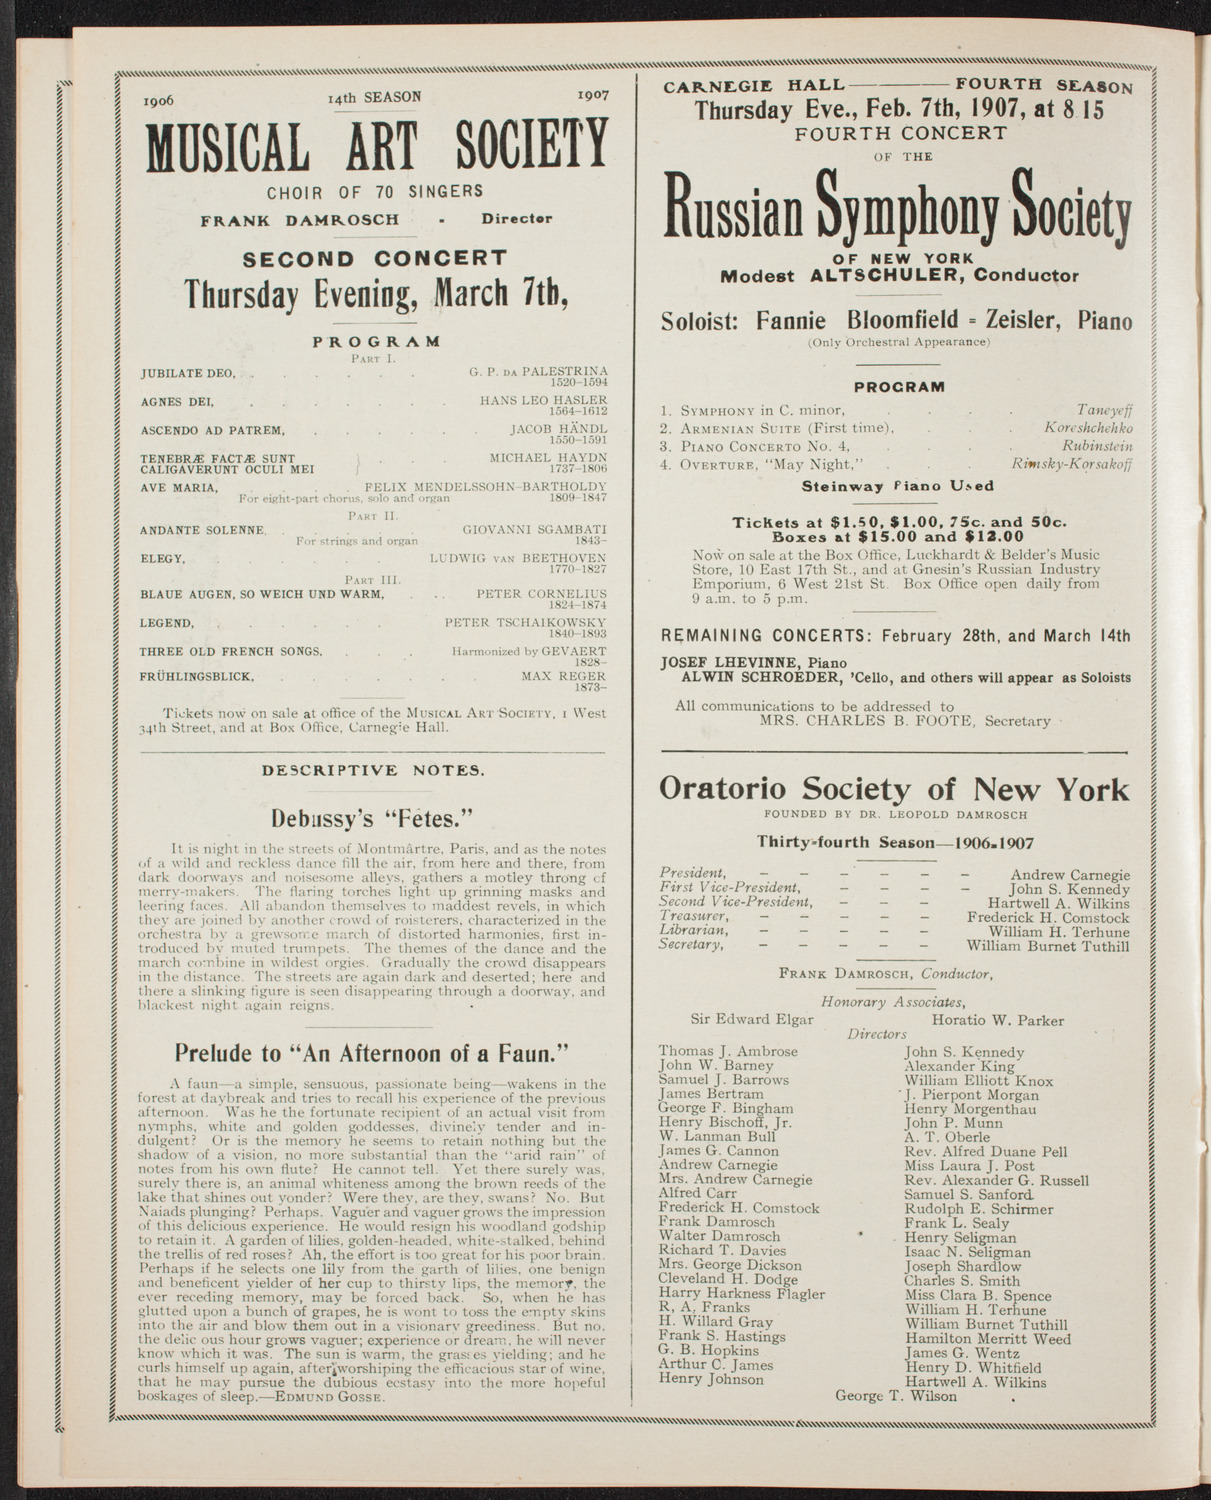 1906 14th SEASON 1907
MUSICAL ART SOCIETY
CHOIR OF 70 SINGERS
FRANK DAMROSCH - Director
SECOND CONCERT
Thursday Evening, March 7th,
PROGRAM
PART I.
JUBILATE DEO, . . . . . . G. P. DA PALESTRINA
1520–1594
AGNES DEI, . . . . . . . HANS LEO HASLER
1564–1612
ASCENDO AD PATREM, . . . . . . JACOB HÄNDL
1550–1591
TENEBRÆ FACTÆ SUNT } . . . MICHAEL HAYDN
CALIGAVERUNT OCULI MEI 1737–1806
AVE MARIA, . . . FELIX MENDELSSOHN-BARTHOLDY
For eight-part chorus, solo and organ 1809–1847
PART II.
ANDANTE SOLENNE, . . . . . GIOVANNI SGAMBATI
For strings and organ 1843–
ELEGY, . . . . . . LUDWIG VAN BEETHOVEN
1770–1827
PART III.
BLAUE AUGEN, SO WEICH UND WARM, . . . PETER CORNELIUS
1824–1874
LEGEND, . . . . . . PETER TSCHAIKOWSKY
1840–1893
THREE OLD FRENCH SONGS, . . . Harmonized by GEVAERT
1828–
FRÜHLINGSBLICK, . . . . . . MAX REGER
1873–
Tickets now on sale at office of the MUSICAL ART SOCIETY, 1 West
34th Street, and at Box Office, Carnegie Hall.
DESCRIPTIVE NOTES.
Debussy's "Fêtes."
It is night in the streets of Montmârtre, Paris, and as the notes
of a wild and reckless dance fill the air, from here and there, from
dark doorways and noisesome alleys, gathers a motley throng of
merry-makers. The flaring torches light up grinning masks and
leering faces. All abandon themselves to maddest revels, in which
they are joined by another crowd of roisterers, characterized in the
orchestra by a grewsome march of distorted harmonies, first in-
troduced by muted trumpets. The themes of the dance and the
march combine in wildest orgies. Gradually the crowd disappears
in the distance. The streets are again dark and deserted; here and
there a slinking figure is seen disappearing through a doorway, and
blackest night again reigns.
Prelude to "An Afternoon of a Faun."
A faun—a simple, sensuous, passionate being—wakens in the
forest at daybreak and tries to recall his experience of the previous
afternoon. Was he the fortunate recipient of an actual visit from
nymphs, white and golden goddesses, divinely tender and in-
dulgent? Or is the memory he seems to retain nothing but the
shadow of a vision, no more substantial than the "arid rain" of
notes from his own flute? He cannot tell. Yet there surely was,
surely there is, an animal whiteness among the brown reeds of the
lake that shines out yonder? Were they, are they, swans? No. But
Naiads plunging? Perhaps. Vaguer and vaguer grows the impression
of this delicious experience. He would resign his woodland godship
to retain it. A garden of lilies, golden-headed, white-stalked, behind
the trellis of red roses? Ah, the effort is too great for his poor brain.
Perhaps if he selects one lily from the garth of lilies, one benign
and beneficent yielder of her cup to thirsty lips, the memory, the
ever receding memory, may be forced back. So, when he has
glutted upon a bunch of grapes, he is wont to toss the empty skins
into the air and blow them out in a visionary greediness. But no,
the delic ous hour grows vaguer; experience or dream, he will never
know which it was. The sun is warm, the grasses yielding; and he
curls himself up again, after worshiping the efficacious star of wine,
that he may pursue the dubious ecstasy into the more hopeful
boskages of sleep.—EDMUND GOSSE.
CARNEGIE HALL — FOURTH SEASON
Thursday Eve., Feb. 7th, 1907, at 8 15
FOURTH CONCERT
OF THE
Russian Symphony Society
OF NEW YORK
Modest ALTSCHULER, Conductor
Soloist: Fannie Bloomfield = Zeisler, Piano
(Only Orchestral Appearance)
PROGRAM
1. SYMPHONY in C. minor, . . . . Taneyeff
2. ARMENIAN SUITE (First time), . . . Koreshchehko
3. PIANO CONCERTO NO. 4, . . . . Rubinstein
4. OVERTURE, "May Night," . . . Rimsky-Korsakoff
Steinway Piano Used
Tickets at $1.50, $1.00, 75c. and 50c.
Boxes at $15.00 and $12.00
Now on sale at the Box Office, Luckhardt & Belder's Music
Store, 10 East 17th St., and at Gnesin's Russian Industry
Emporium, 6 West 21st St. Box Office open daily from
9 a.m. to 5 p.m.
REMAINING CONCERTS: February 28th, and March 14th
JOSEF LHEVINNE, Piano
ALWIN SCHROEDER, 'Cello, and others will appear as Soloists
All communications to be addressed to
MRS. CHARLES B. FOOTE, Secretary
Oratorio Society of New York
FOUNDED BY DR. LEOPOLD DAMROSCH
Thirty-fourth Season—1906-1907
President, – – – – – – Andrew Carnegie
First Vice-President, – – – – John S. Kennedy
Second Vice-President, – – – Hartwell A. Wilkins
Treasurer, – – – – – Frederick H. Comstock
Librarian, – – – – – William H. Terhune
Secretary, – – – – – William Burnet Tuthill
FRANK DAMROSCH, Conductor,
Honorary Associates,
Sir Edward Elgar Horatio W. Parker
Directors
Thomas J. Ambrose
John W. Barney
Samuel J. Barrows
James Bertram
George F. Bingham
Henry Bischoff, Jr.
W. Lanman Bull
James G. Cannon
Andrew Carnegie
Mrs. Andrew Carnegie
Alfred Carr
Frederick H. Comstock
Frank Damrosch
Walter Damrosch
Richard T. Davies
Mrs. George Dickson
Cleveland H. Dodge
Harry Harkness Flagler
R. A. Franks
H. Willard Gray
Frank S. Hastings
G. B. Hopkins
Arthur C. James
Henry Johnson
John S. Kennedy
Alexander King
William Elliott Knox
J. Pierpont Morgan
Henry Morgenthau
John P. Munn
A. T. Oberle
Rev. Alfred Duane Pell
Miss Laura J. Post
Rev. Alexander G. Russell
Samuel S. Sanford
Rudolph E. Schirmer
Frank L. Sealy
Henry Seligman
Isaac N. Seligman
Joseph Shardlow
Charles S. Smith
Miss Clara B. Spence
William H. Terhune
William Burnet Tuthill
Hamilton Merritt Weed
James G. Wentz
Henry D. Whitfield
Hartwell A. Wilkins
George T. Wilson